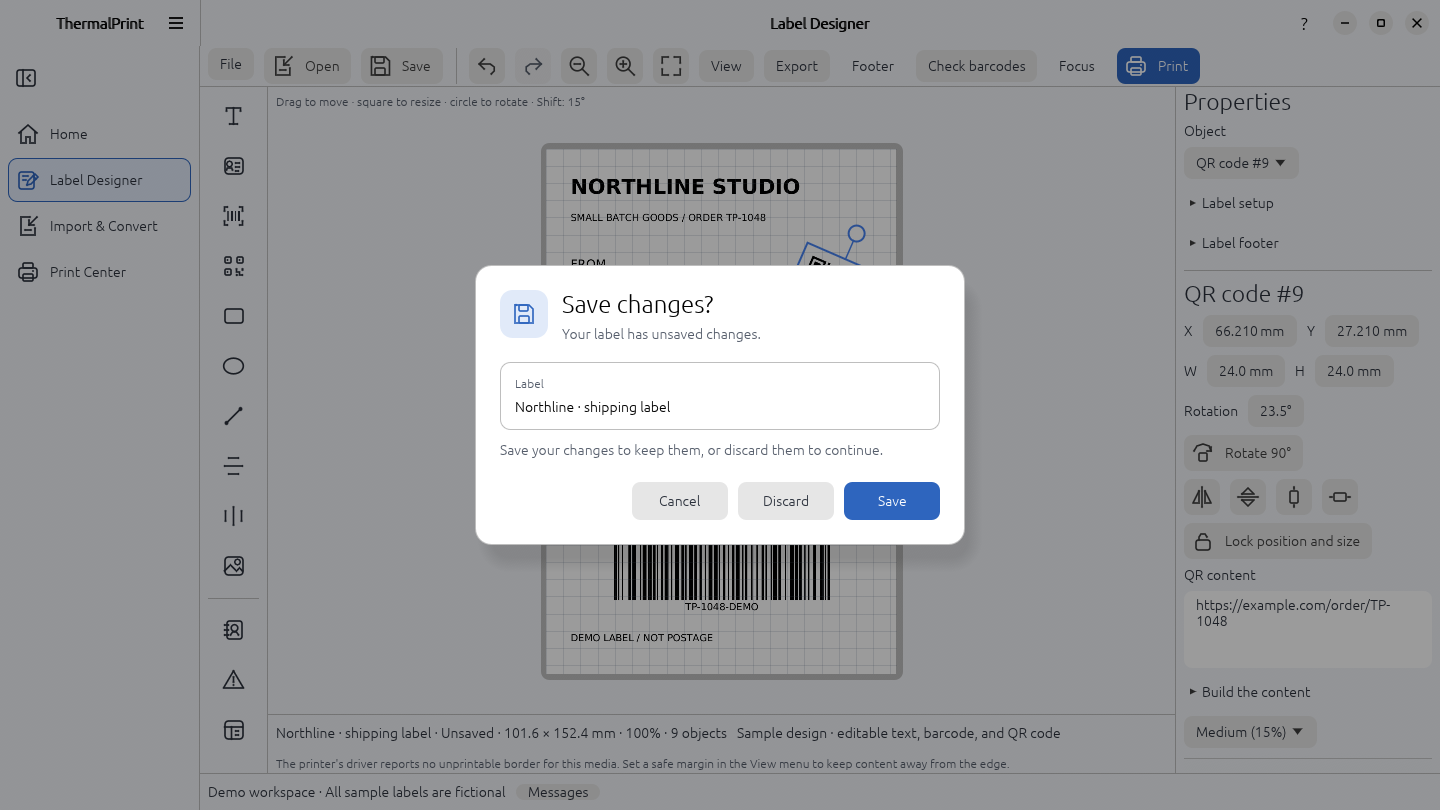 ThermalPrint
Label Designer
?
File
Open
Save
View
Export
Footer
Check barcodes
Focus
Print
Home
Label Designer
Import & Convert
Print Center
Drag to move · square to resize · circle to rotate · Shift: 15°
NORTHLINE STUDIO
SMALL BATCH GOODS / ORDER TP-1048
FROM
Save changes?
Your label has unsaved changes.
Label
Northline · shipping label
Save your changes to keep them, or discard them to continue.
Cancel
Discard
Save
TP-1048-DEMO
DEMO LABEL / NOT POSTAGE
Properties
Object
QR code #9
Label setup
Label footer
QR code #9
X 66.210 mm Y 27.210 mm
W 24.0 mm H 24.0 mm
Rotation 23.5°
Rotate 90°
Lock position and size
QR content
https://example.com/order/TP-
1048
Build the content
Medium (15%)
Northline · shipping label · Unsaved · 101.6 × 152.4 mm · 100% · 9 objects Sample design · editable text, barcode, and QR code
The printer's driver reports no unprintable border for this media. Set a safe margin in the View menu to keep content away from the edge.
Demo workspace · All sample labels are fictional
Messages